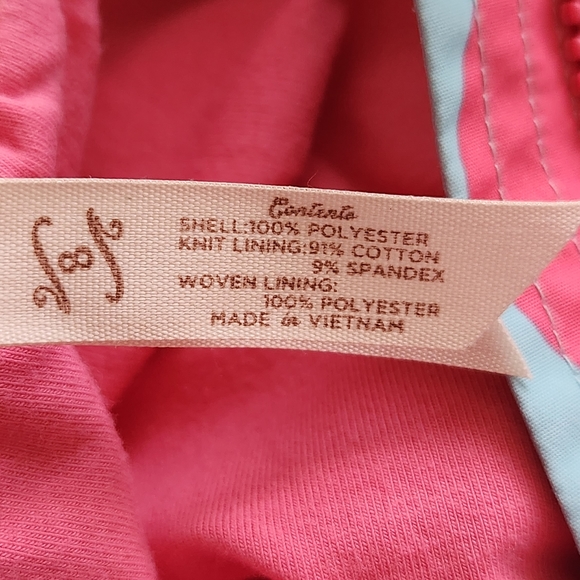 Contents
SHELL:100% POLYESTER
KNIT LINING:91% COTTON
9% SPANDEX
WOVEN LINING:
100% POLYESTER
MADE in VIETNAM